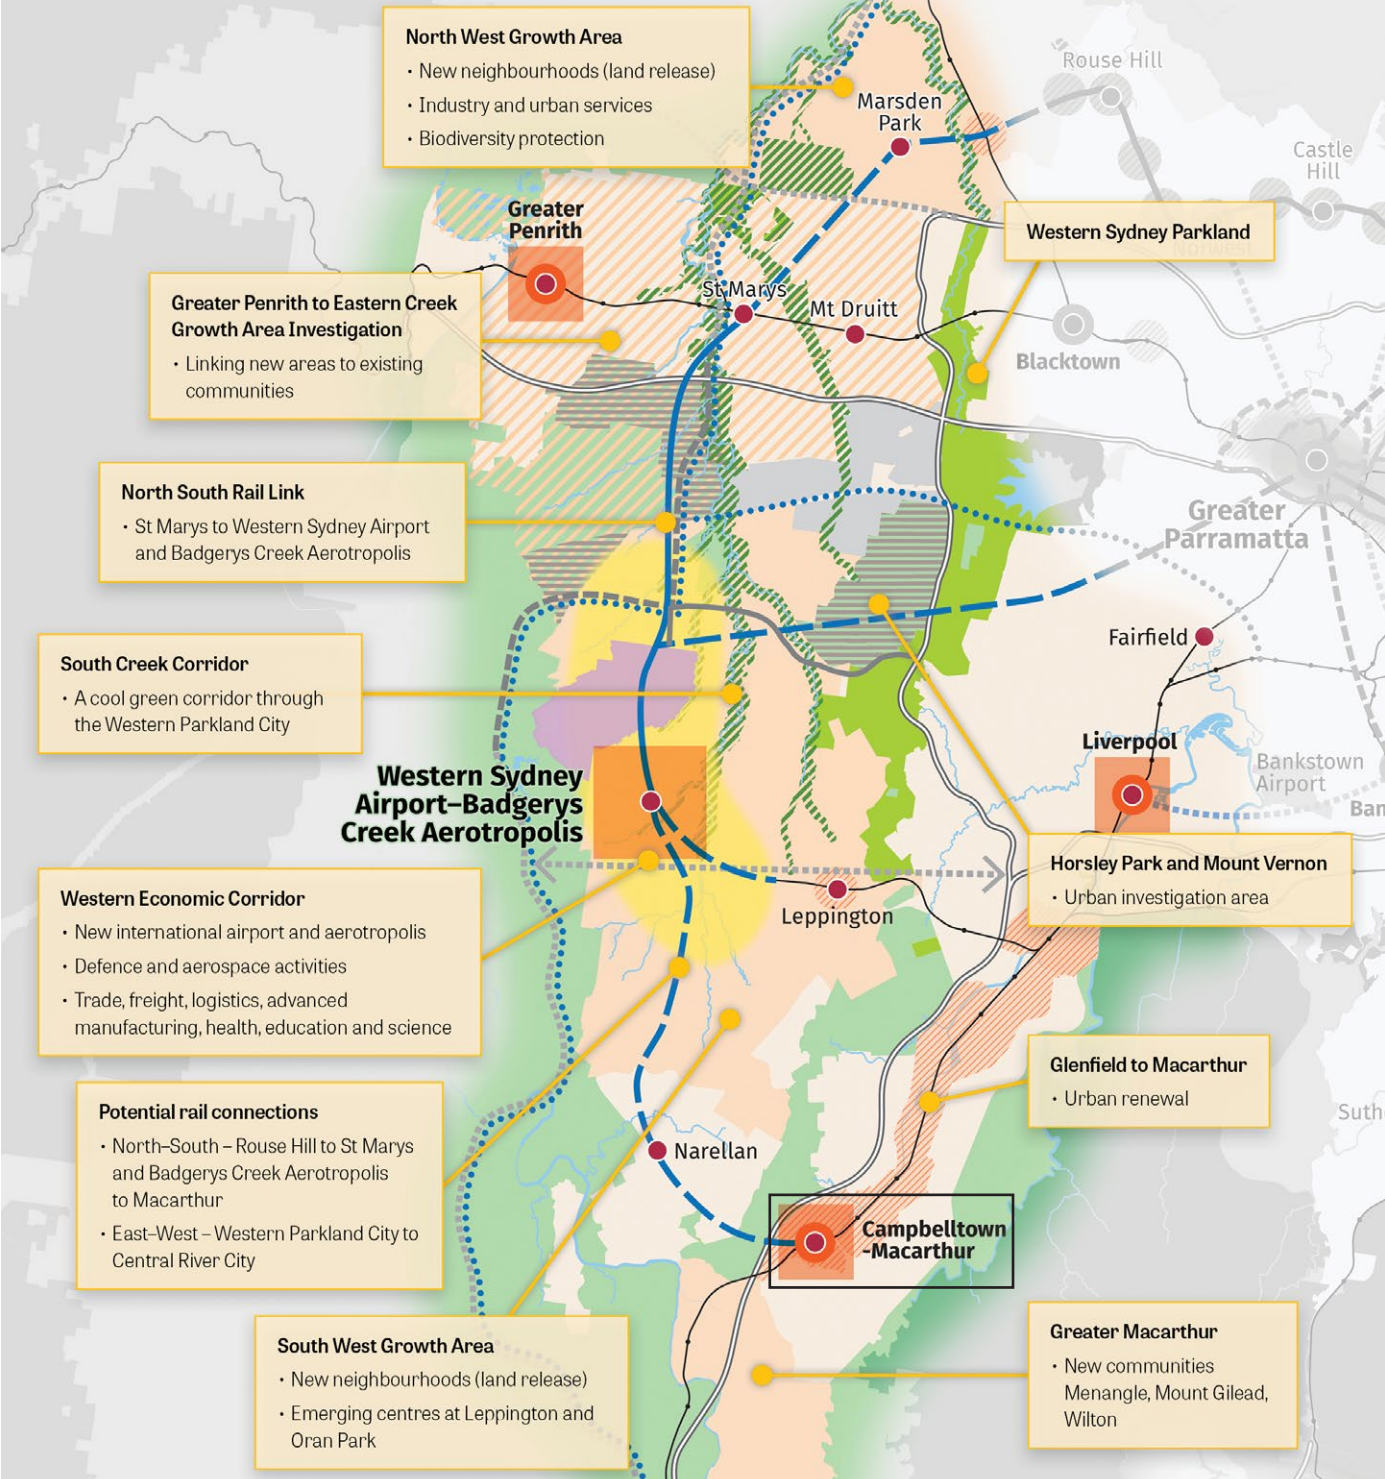 North West Growth Area
• New neighbourhoods (land release)
• Industry and urban services
• Biodiversity protection
Rouse Hill
Marsden
Park
Castle
Hill
Greater
Penrith
Western Sydney Parkland
Norwest
Greater Penrith to Eastern Creek
Growth Area Investigation
• Linking new areas to existing
communities
St Marys
Mt Druitt
Blacktown
North South Rail Link
• St Marys to Western Sydney Airport
and Badgerys Creek Aerotropolis
Greater
Parramatta
South Creek Corridor
• A cool green corridor through
the Western Parkland City
Fairfield
Liverpool
Bankstown
Airport
Ban
Western Sydney
Airport–Badgerys
Creek Aerotropolis
Horsley Park and Mount Vernon
• Urban investigation area
Western Economic Corridor
• New international airport and aerotropolis
• Defence and aerospace activities
• Trade, freight, logistics, advanced
manufacturing, health, education and science
Leppington
Glenfield to Macarthur
• Urban renewal
Suth
Potential rail connections
• North–South – Rouse Hill to St Marys
and Badgerys Creek Aerotropolis
to Macarthur
• East–West – Western Parkland City to
Central River City
Narellan
Campbelltown
-Macarthur
South West Growth Area
• New neighbourhoods (land release)
• Emerging centres at Leppington and
Oran Park
Greater Macarthur
• New communities
Menangle, Mount Gilead,
Wilton